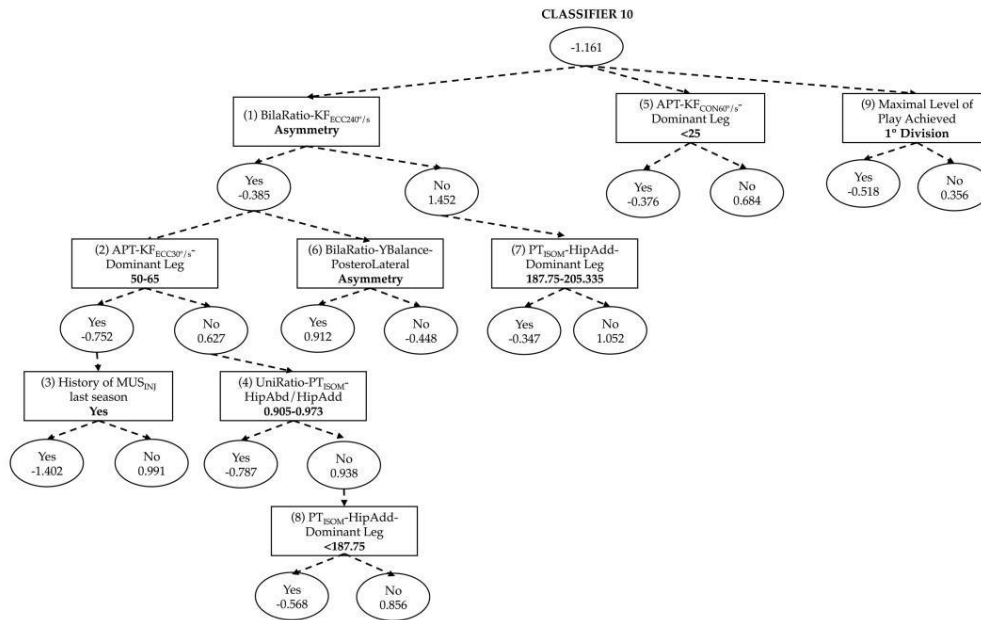 CLASSIFIER 10
-1.161
(1) BilaRatio-KFECC240º/s
Asymmetry
(5) APT-KFCON60º/s-
Dominant Leg
<25
(9) Maximal Level of
Play Achieved
1º Division
Yes
-0.385
No
1.452
Yes
-0.376
No
0.684
Yes
-0.518
No
0.356
(2) APT-KFECC30º/s-
Dominant Leg
50-65
(6) BilaRatio-YBalance-
PosteroLateral
Asymmetry
(7) PTISOM-HipAdd-
Dominant Leg
187.75-205.335
Yes
-0.752
No
0.627
Yes
0.912
No
-0.448
Yes
-0.347
No
1.052
(3) History of MUSINJ
last season
Yes
(4) UniRatio-PTISOM-
HipAbd/HipAdd
0.905-0.973
Yes
-1.402
No
0.991
Yes
-0.787
No
0.938
(8) PTISOM-HipAdd-
Dominant Leg
<187.75
Yes
-0.568
No
0.856